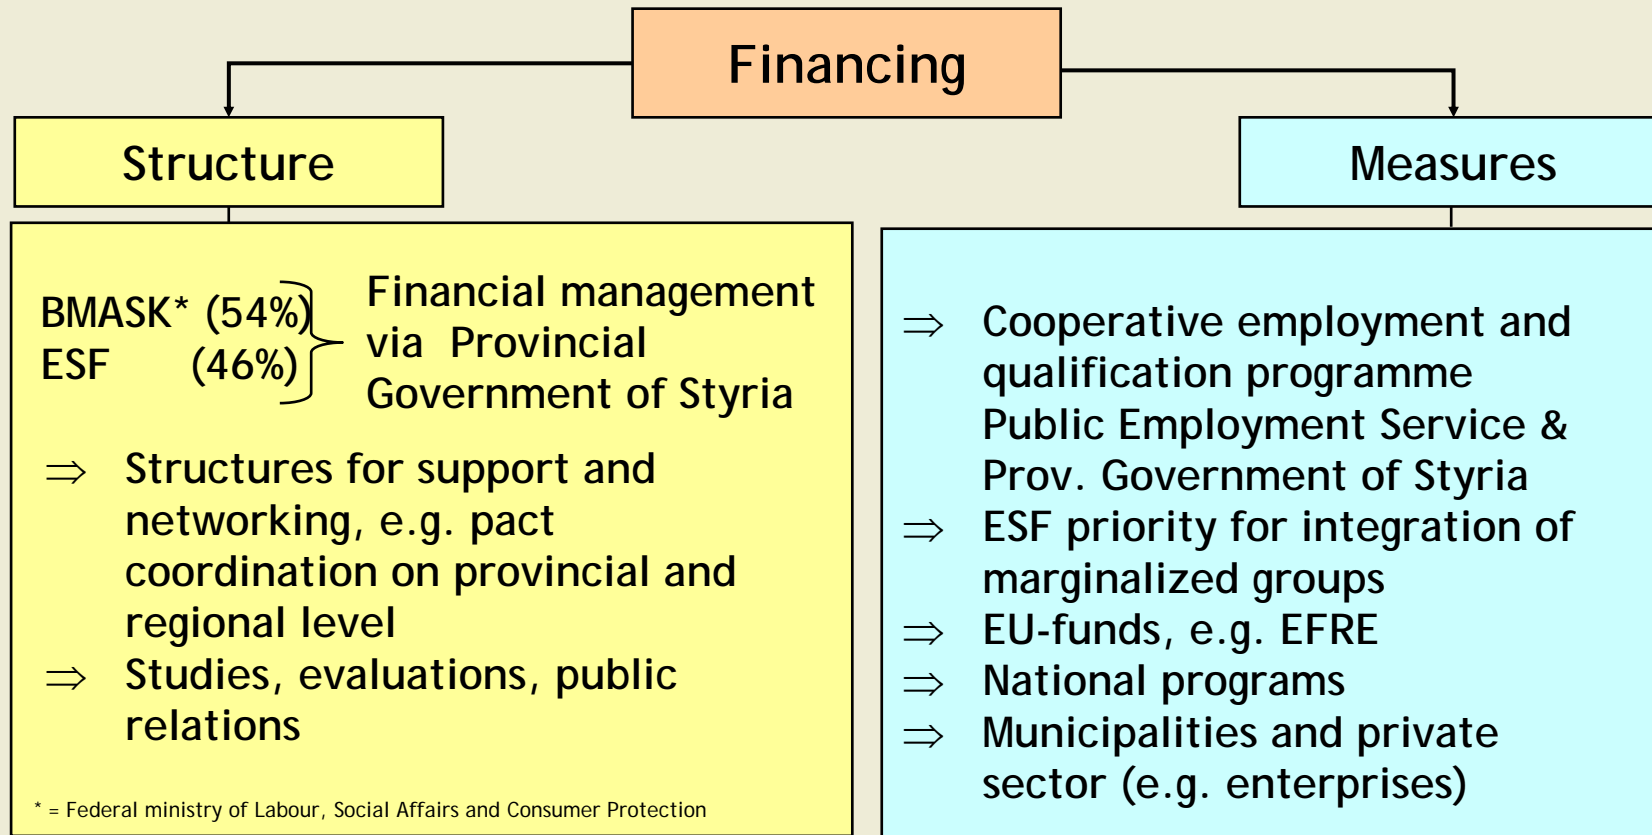 Financing
Structure
BMASK* (54%)
ESF (46%)
Financial management
via Provincial
Government of Styria
⇒ Structures for support and
networking, e.g. pact
coordination on provincial and
regional level
⇒ Studies, evaluations, public
relations
* = Federal ministry of Labour, Social Affairs and Consumer Protection
Measures
⇒ Cooperative employment and
qualification programme
Public Employment Service &
Prov. Government of Styria
⇒ ESF priority for integration of
marginalized groups
⇒ EU-funds, e.g. EFRE
⇒ National programs
⇒ Municipalities and private
sector (e.g. enterprises)